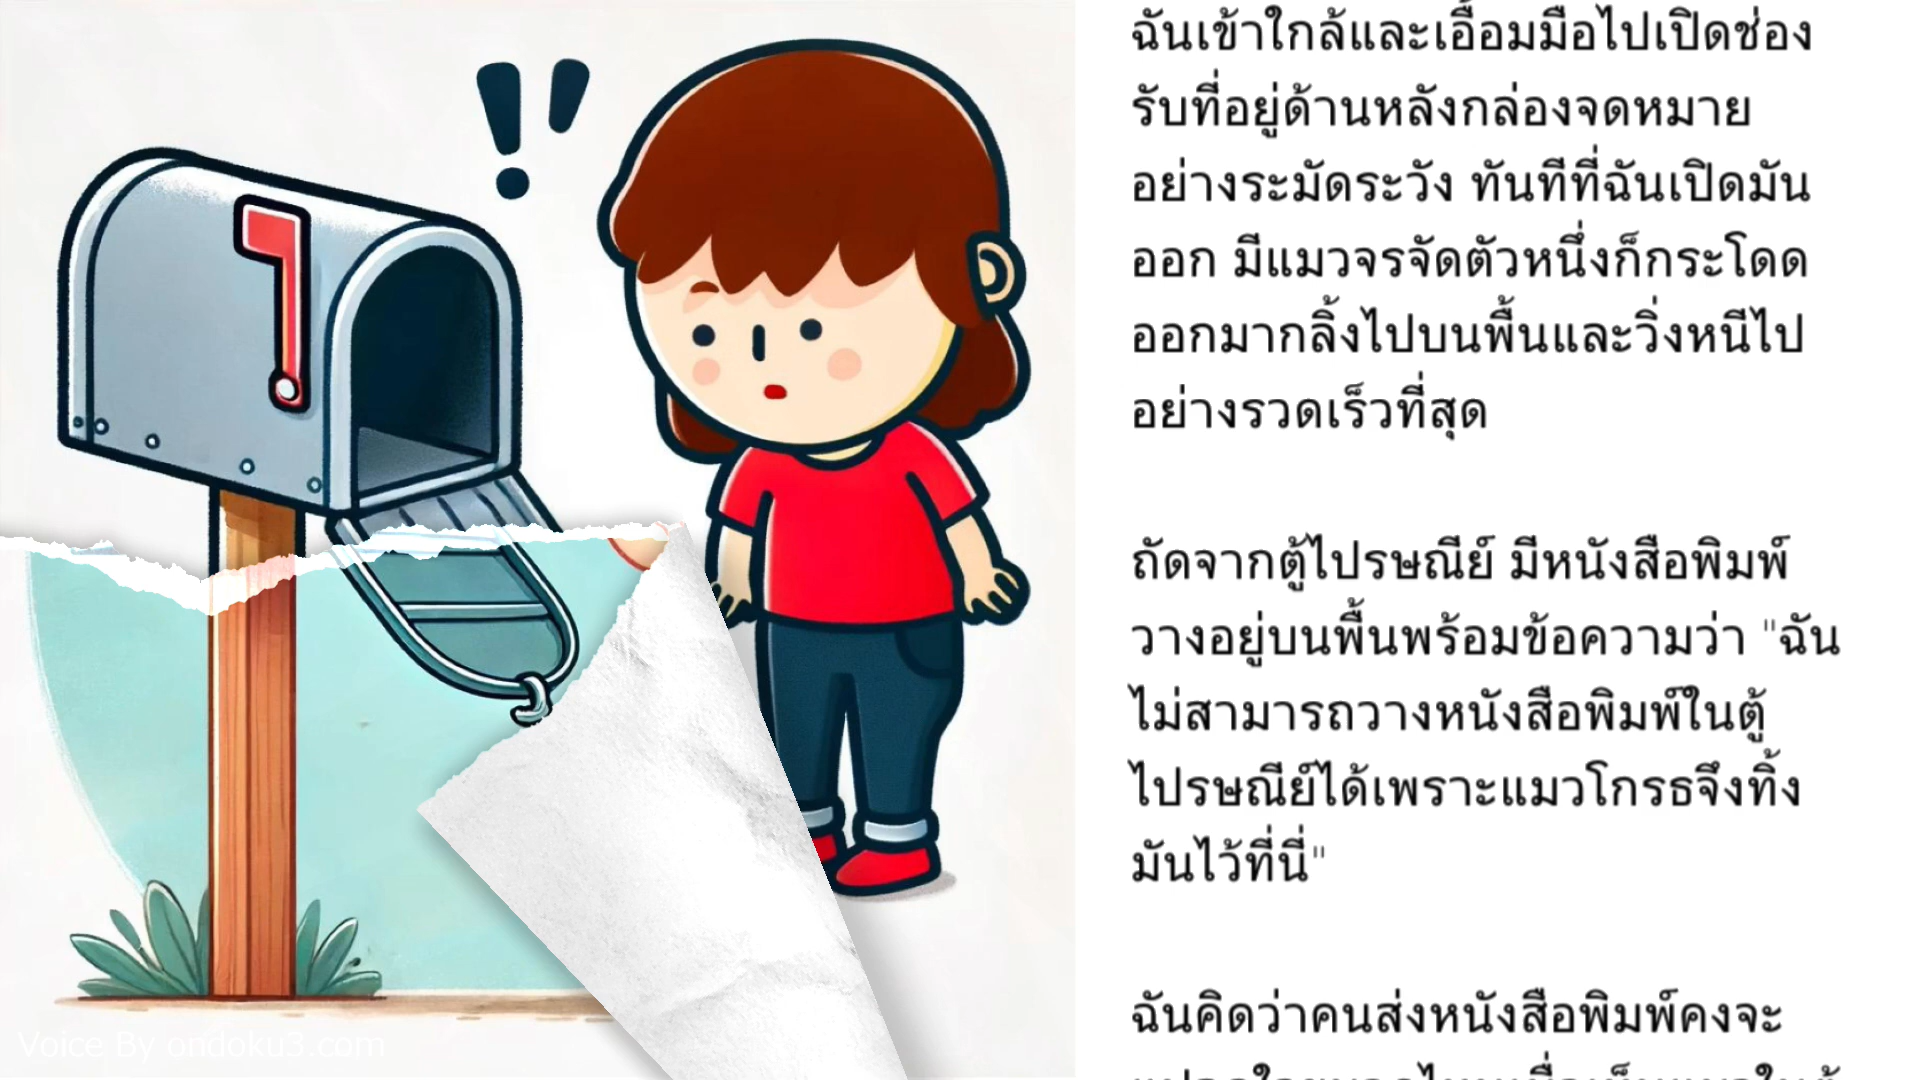 ฉันเข้าใกล้และเอื้อมมือไปเปิดช่อง
รับที่อยู่ด้านหลังกล่องจดหมาย
อย่างระมัดระวัง ทันทีที่ฉันเปิดมัน
ออก มีแมวจรจัดตัวหนึ่งก็กระโดด
ออกมากลิ้งไปบนพื้นและวิ่งหนีไป
อย่างรวดเร็วที่สุด
ถัดจากตู้ไปรษณีย์ มีหนังสือพิมพ์
วางอยู่บนพื้นพร้อมข้อความว่า "ฉัน
ไม่สามารถวางหนังสือพิมพ์ในตู้
ไปรษณีย์ได้เพราะแมวโกรธจึงทิ้ง
มันไว้ที่นี่"
ฉันคิดว่าคนส่งหนังสือพิมพ์คงจะ
Voice By ondoku3.com